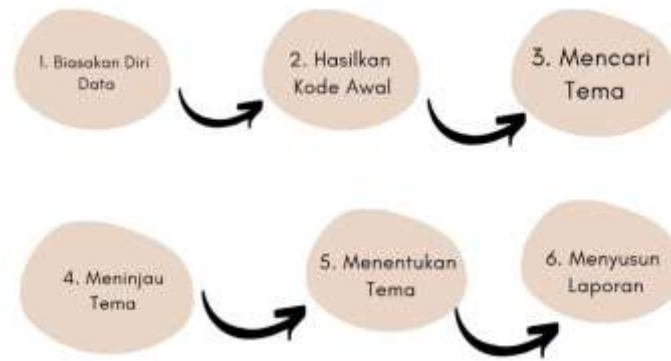 1. Biasakan Diri
Data
2. Hasilkan
Kode Awal
3. Mencari
Tema
4. Meninjau
Tema
5. Menentukan
Tema
6. Menyusun
Laporan